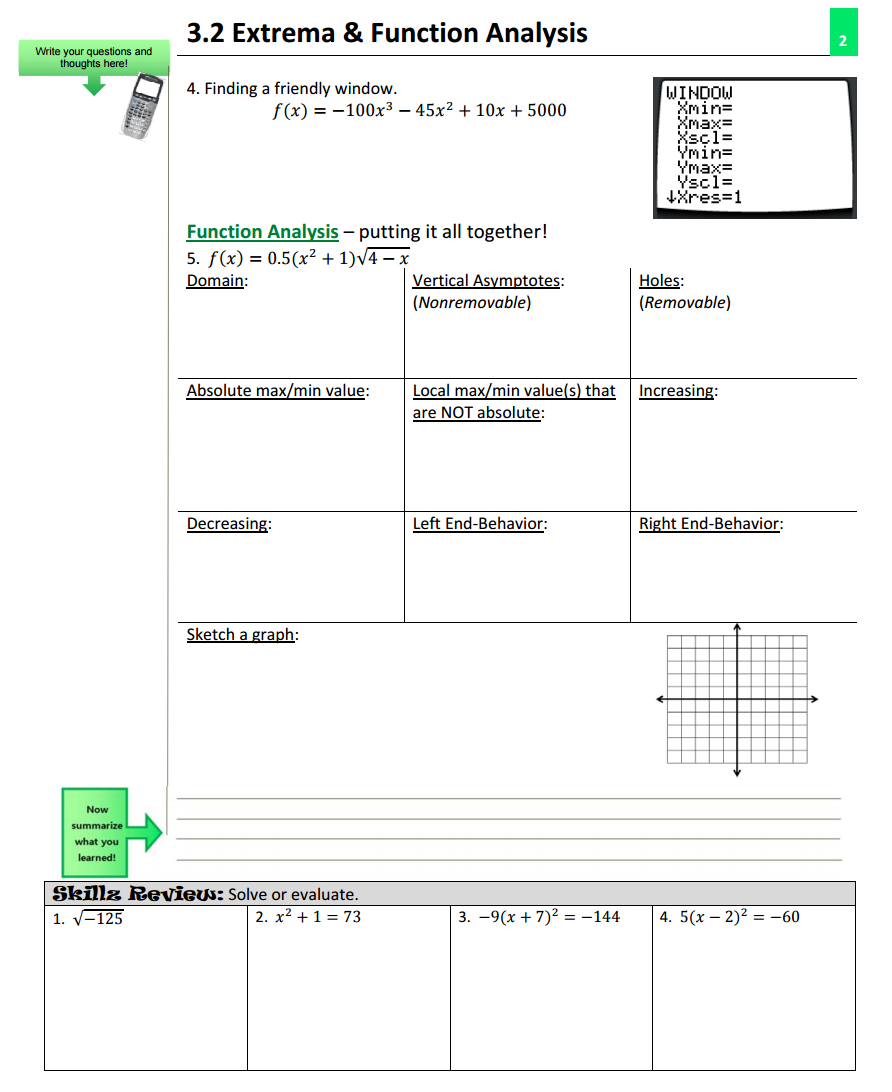 3.2 Extrema & Function Analysis
2
Write your questions and
thoughts here!
4. Finding a friendly window.
f(x) = −100x³ − 45x² + 10x + 5000
WINDOW
Xmin=
Xmax=
Xscl=
Ymin=
Ymax=
Yscl=
↓Xres=1
Function Analysis – putting it all together!
5. f(x) = 0.5(x² + 1)√4 − x
Domain:
Vertical Asymptotes:
(Nonremovable)
Holes:
(Removable)
Absolute max/min value:
Local max/min value(s) that
are NOT absolute:
Increasing:
Decreasing:
Left End-Behavior:
Right End-Behavior:
Sketch a graph:
Now
summarize
what you
learned!
Skillz Review: Solve or evaluate.
1. √−125
2. x² + 1 = 73
3. −9(x + 7)² = −144
4. 5(x − 2)² = −60